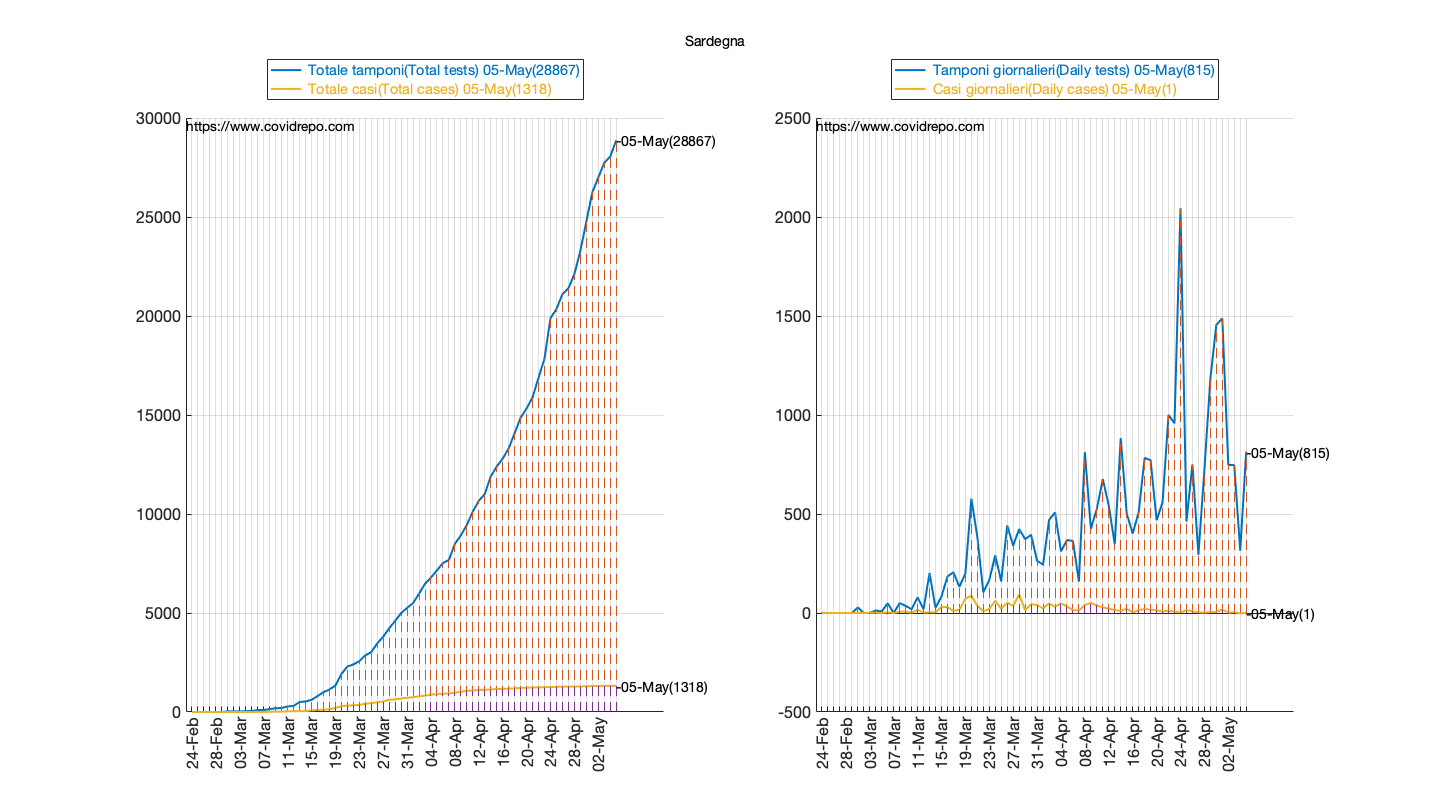 Sardegna
Totale tamponi(Total tests) 05-May(28867)
Totale casi(Total cases) 05-May(1318)
30000
25000
20000
15000
10000
5000
0
https://www.covidrepo.com
05-May(28867)
05-May(1318)
24-Feb
28-Feb
03-Mar
07-Mar
11-Mar
15-Mar
19-Mar
23-Mar
27-Mar
31-Mar
04-Apr
08-Apr
12-Apr
16-Apr
20-Apr
24-Apr
28-Apr
02-May
Tamponi giornalieri(Daily tests) 05-May(815)
Casi giornalieri(Daily cases) 05-May(1)
2500
2000
1500
1000
500
0
-500
https://www.covidrepo.com
05-May(815)
05-May(1)
24-Feb
28-Feb
03-Mar
07-Mar
11-Mar
15-Mar
19-Mar
23-Mar
27-Mar
31-Mar
04-Apr
08-Apr
12-Apr
16-Apr
20-Apr
24-Apr
28-Apr
02-May